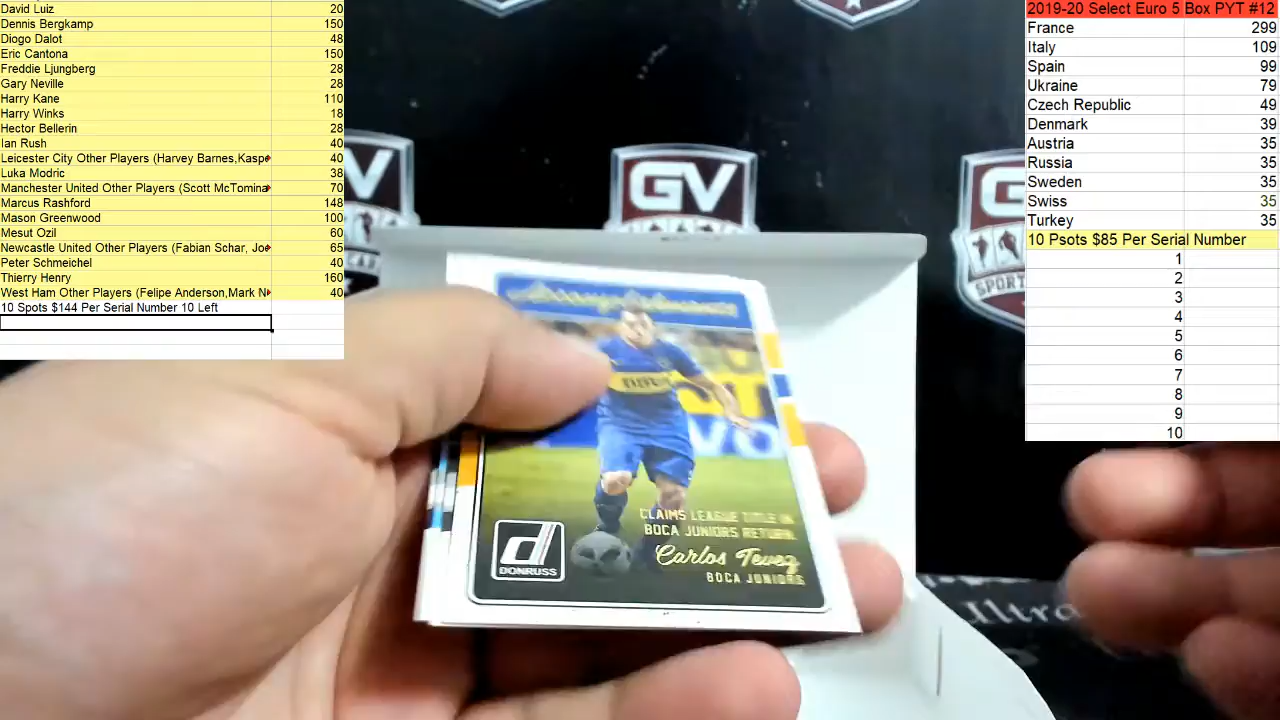 David Luiz 20
Dennis Bergkamp 150
Diogo Dalot 48
Eric Cantona 150
Freddie Ljungberg 28
Gary Neville 28
Harry Kane 110
Harry Winks 18
Hector Bellerin 28
Ian Rush 40
Leicester City Other Players (Harvey Barnes,Kaspe 40
Luka Modric 38
Manchester United Other Players (Scott McTomina 70
Marcus Rashford 148
Mason Greenwood 100
Mesut Ozil 60
Newcastle United Other Players (Fabian Schar, Joe 65
Peter Schmeichel 40
Thierry Henry 160
West Ham Other Players (Felipe Anderson,Mark N 40
10 Spots $144 Per Serial Number 10 Left
2019-20 Select Euro 5 Box PYT #12
France 299
Italy 109
Spain 99
Ukraine 79
Czech Republic 49
Denmark 39
Austria 35
Russia 35
Sweden 35
Swiss 35
Turkey 35
10 Psots $85 Per Serial Number
1
2
3
4
5
6
7
8
9
10
GV
SPORT
CLAIMS LEAGUE TITLE IN
BOCA JUNIORS RETURN
Carlos Tevez
BOCA JUNIORS
d
DONRUSS